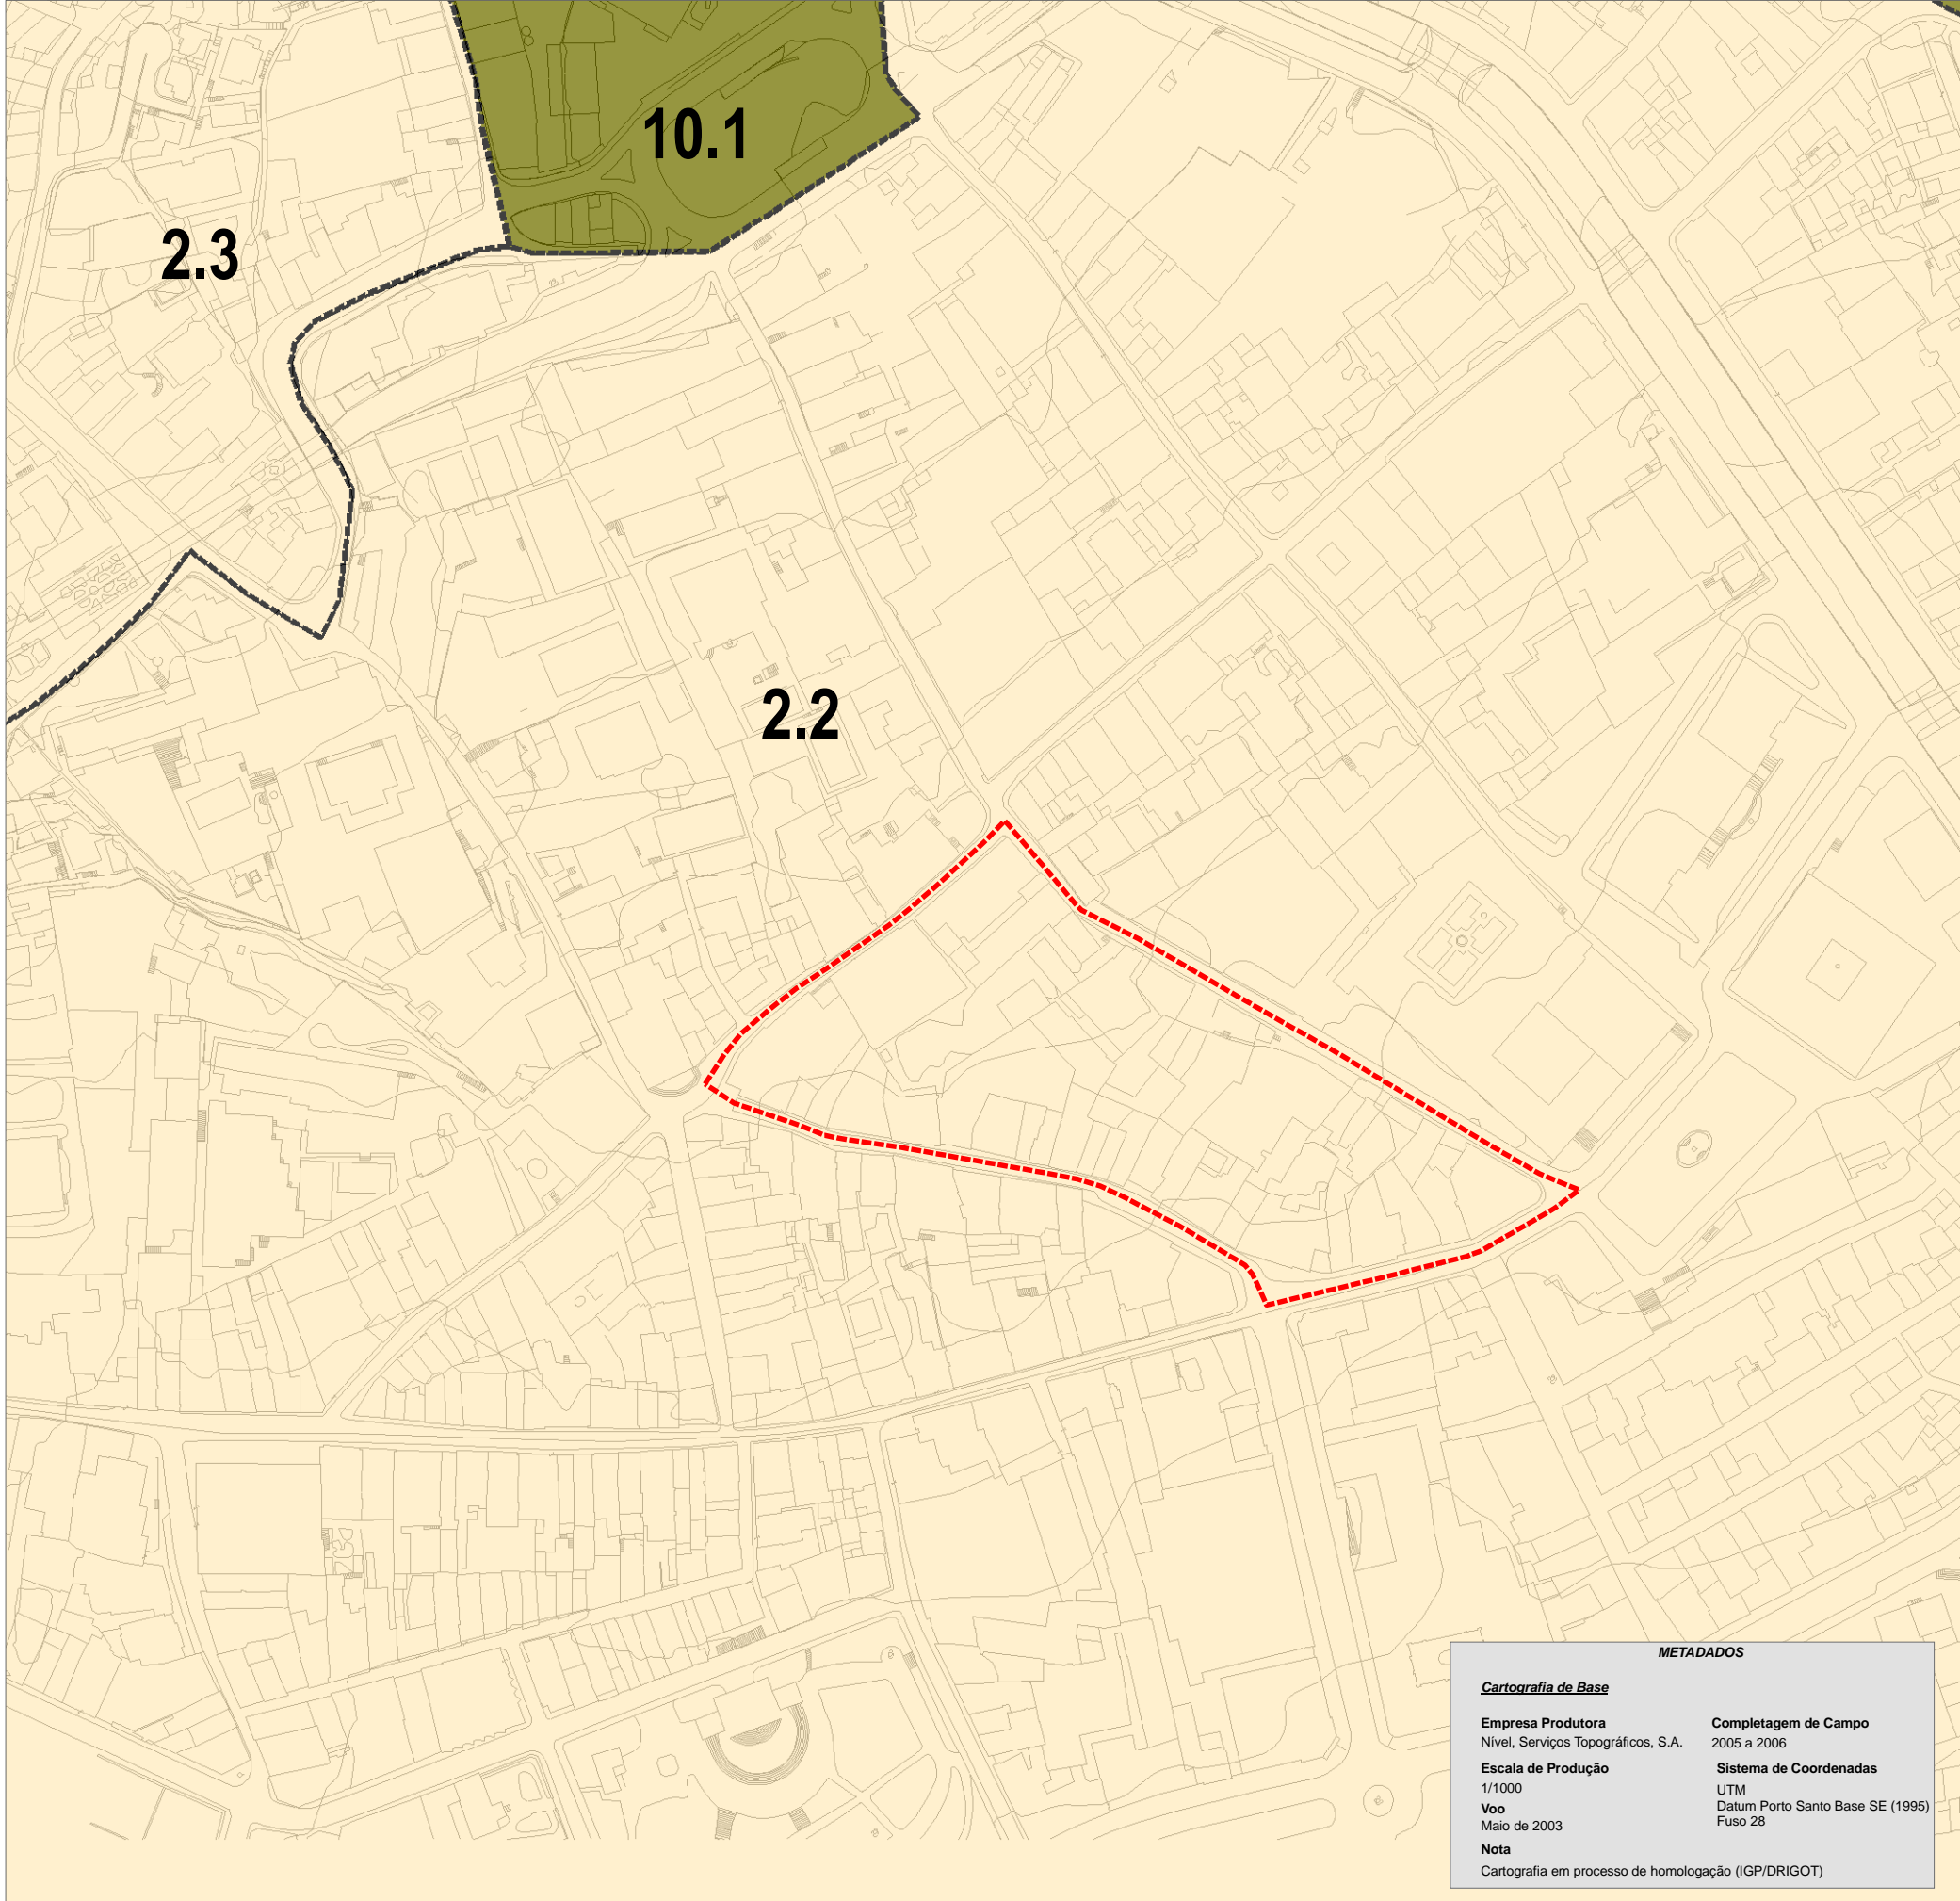 10.1
2.3
2.2
METADADOS
Cartografia de Base
Empresa Produtora
Nível, Serviços Topográficos, S.A.
Completagem de Campo
2005 a 2006
Escala de Produção
1/1000
Sistema de Coordenadas
UTM
Datum Porto Santo Base SE (1995)
Fuso 28
Voo
Maio de 2003
Nota
Cartografia em processo de homologação (IGP/DRIGOT)